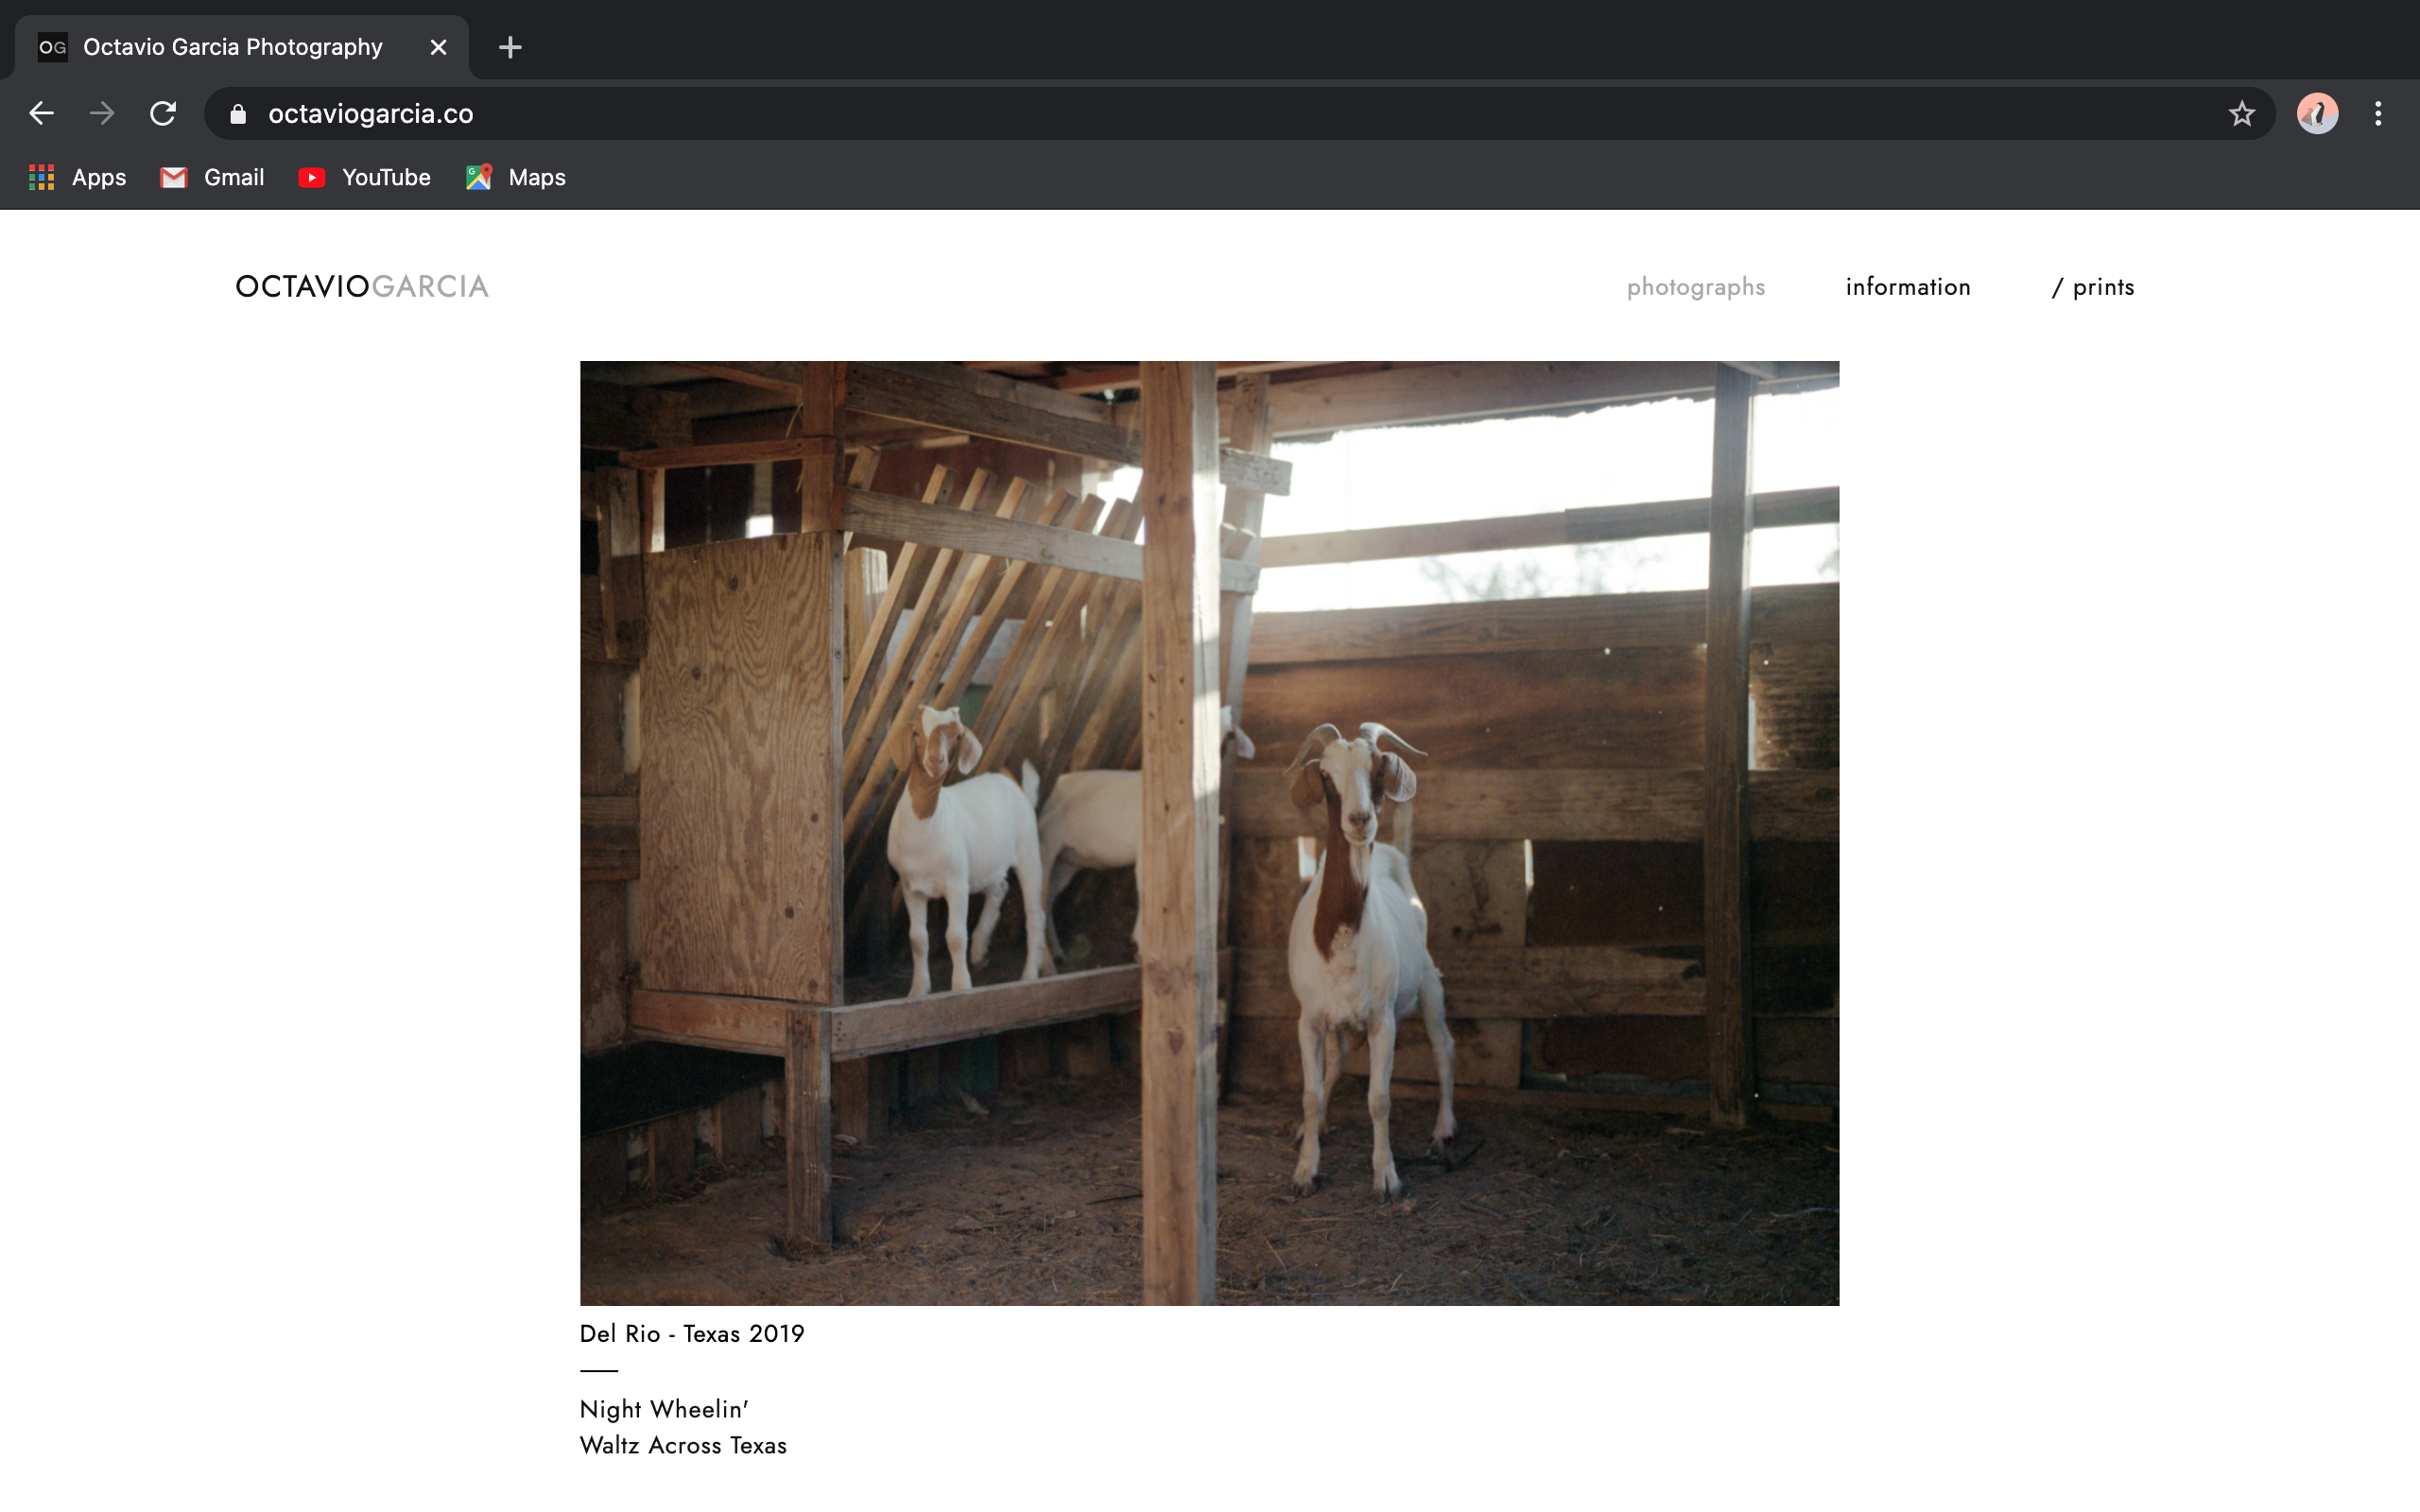 OG Octavio Garcia Photography
octaviogarcia.co
Apps Gmail YouTube Maps
OCTAVIOGARCIA photographs information / prints
Del Rio - Texas 2019
Night Wheelin'
Waltz Across Texas